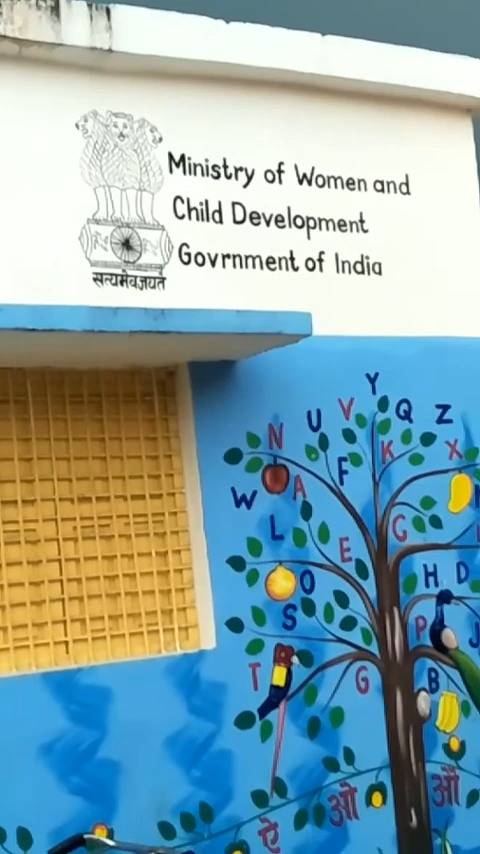 Ministry of Women and
Child Development
Govrnment of India
सत्यमेव जयते
Y
U V Q Z
N K X
F
W A
L G
E
O H D
S P J
T G B
ऐ ओ औ